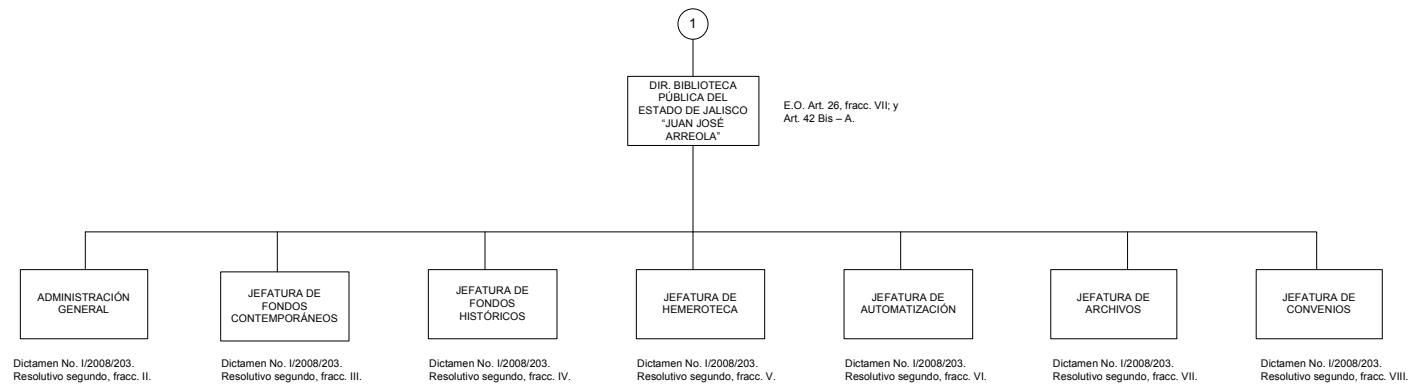 1
DIR. BIBLIOTECA
PÚBLICA DEL
ESTADO DE JALISCO
“JUAN JOSÉ
ARREOLA”
E.O. Art. 26, fracc. VII; y
Art. 42 Bis – A.
ADMINISTRACIÓN
GENERAL
Dictamen No. I/2008/203.
Resolutivo segundo, fracc. II.
JEFATURA DE
FONDOS
CONTEMPORÁNEOS
Dictamen No. I/2008/203.
Resolutivo segundo, fracc. III.
JEFATURA DE
FONDOS
HISTÓRICOS
Dictamen No. I/2008/203.
Resolutivo segundo, fracc. IV.
JEFATURA DE
HEMEROTECA
Dictamen No. I/2008/203.
Resolutivo segundo, fracc. V.
JEFATURA DE
AUTOMATIZACIÓN
Dictamen No. I/2008/203.
Resolutivo segundo, fracc. VI.
JEFATURA DE
ARCHIVOS
Dictamen No. I/2008/203.
Resolutivo segundo, fracc. VII.
JEFATURA DE
CONVENIOS
Dictamen No. I/2008/203.
Resolutivo segundo, fracc. VIII.